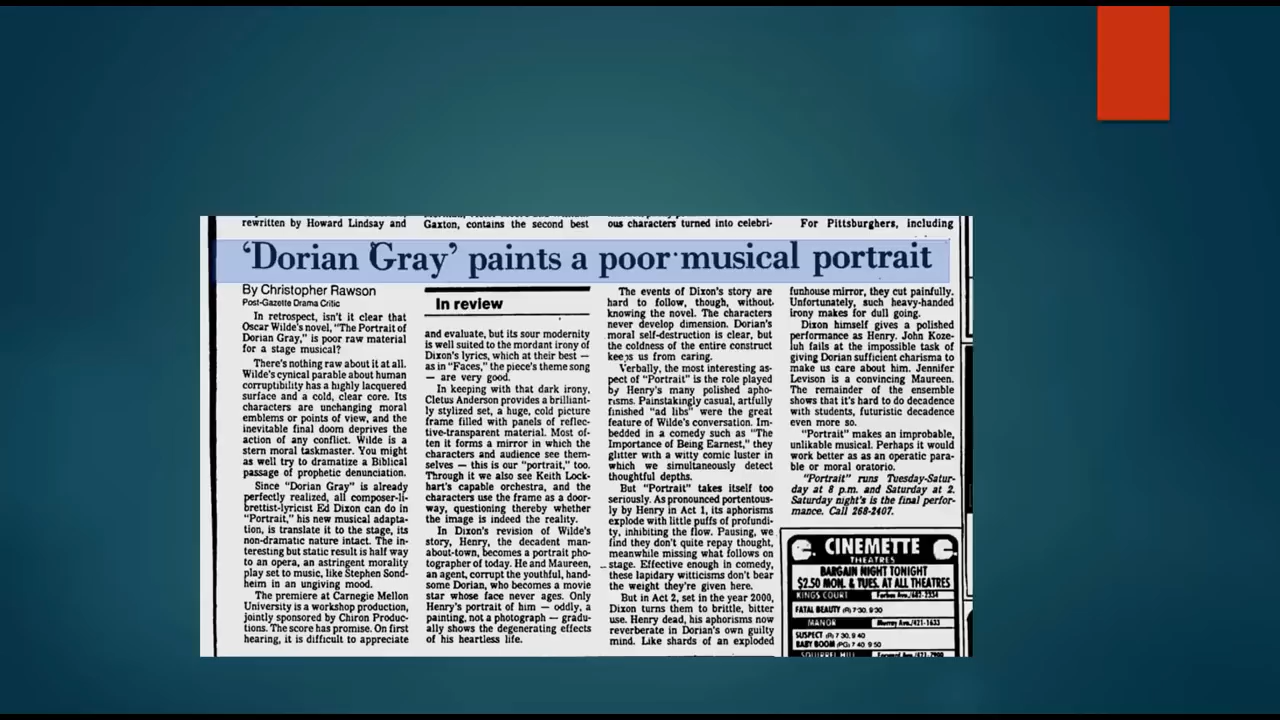 rewritten by Howard Lindsay and
Gaxton, contains the second best
ous characters turned into celebri-
For Pittsburghers, including
‘Dorian Gray’ paints a poor musical portrait
By Christopher Rawson
Post-Gazette Drama Critic
In retrospect, isn't it clear that
Oscar Wilde's novel, "The Portrait of
Dorian Gray," is poor raw material
for a stage musical?
There's nothing raw about it at all.
Wilde's cynical parable about human
corruptibility has a highly lacquered
surface and a cold, clear core. Its
characters are unchanging moral
emblems or points of view, and the
inevitable final doom deprives the
action of any conflict. Wilde is a
stern moral taskmaster. You might
as well try to dramatize a Biblical
passage of prophetic denunciation.
Since "Dorian Gray" is already
perfectly realized, all composer-li-
brettist-lyricist Ed Dixon can do in
"Portrait," his new musical adapta-
tion, is translate it to the stage, its
non-dramatic nature intact. The in-
teresting but static result is half way
to an opera, an astringent morality
play set to music, like Stephen Sond-
heim in an ungiving mood.
The premiere at Carnegie Mellon
University is a workshop production,
jointly sponsored by Chiron Produc-
tions. The score has promise. On first
hearing, it is difficult to appreciate
In review
and evaluate, but its sour modernity
is well suited to the mordant irony of
Dixon's lyrics, which at their best —
as in "Faces," the piece's theme song
— are very good.
In keeping with that dark irony,
Cletus Anderson provides a brilliant-
ly stylized set, a huge, cold picture
frame filled with panels of reflec-
tive-transparent material. Most of-
ten it forms a mirror in which the
characters and audience see them-
selves — this is our "portrait," too.
Through it we also see Keith Lock-
hart's capable orchestra, and the
characters use the frame as a door-
way, questioning thereby whether
the image is indeed the reality.
In Dixon's revision of Wilde's
story, Henry, the decadent man-
about-town, becomes a portrait pho-
tographer of today. He and Maureen,
an agent, corrupt the youthful, hand-
some Dorian, who becomes a movie
star whose face never ages. Only
Henry's portrait of him — oddly, a
painting, not a photograph — gradu-
ally shows the degenerating effects
of his heartless life.
The events of Dixon's story are
hard to follow, though, without
knowing the novel. The characters
never develop dimension. Dorian's
moral self-destruction is clear, but
the coldness of the entire construct
keeps us from caring.
Verbally, the most interesting as-
pect of "Portrait" is the role played
by Henry's many polished apho-
risms. Painstakingly casual, artfully
finished "ad libs" were the great
feature of Wilde's conversation. Im-
bedded in a comedy such as "The
Importance of Being Earnest," they
glitter with a witty comic luster in
which we simultaneously detect
thoughtful depths.
But "Portrait" takes itself too
seriously. As pronounced portentous-
ly by Henry in Act 1, its aphorisms
explode with little puffs of profundi-
ty, inhibiting the flow. Pausing, we
find they don't quite repay thought,
meanwhile missing what follows on
stage. Effective enough in comedy,
these lapidary witticisms don't bear
the weight they're given here.
But in Act 2, set in the year 2000,
Dixon turns them to brittle, bitter
use. Henry dead, his aphorisms now
reverberate in Dorian's own guilty
mind. Like shards of an exploded
funhouse mirror, they cut painfully.
Unfortunately, such heavy-handed
irony makes for dull going.
Dixon himself gives a polished
performance as Henry. John Koze-
luh fails at the impossible task of
giving Dorian sufficient charisma to
make us care about him. Jennifer
Levison is a convincing Maureen.
The remainder of the ensemble
shows that it's hard to do decadence
with students, futuristic decadence
even more so.
"Portrait" makes an improbable,
unlikable musical. Perhaps it would
work better as as an operatic para-
ble or moral oratorio.
"Portrait" runs Tuesday-Satur-
day at 8 p.m. and Saturday at 2.
Saturday night's is the final perfor-
mance. Call 268-2407.
CINEMETTE
THEATRES
BARGAIN NIGHT TONIGHT
$2.50 MON. & TUES. AT ALL THEATRES
KINGS COURT Forbes Ave./682-2334
FATAL BEAUTY (R) 7:30, 9:30
MANOR Murray Ave./421-1633
SUSPECT (R) 7:30, 9:40
BABY BOOM (PG) 7:40 9:50
SQUIRREL HILL Forward Ave./421-7900